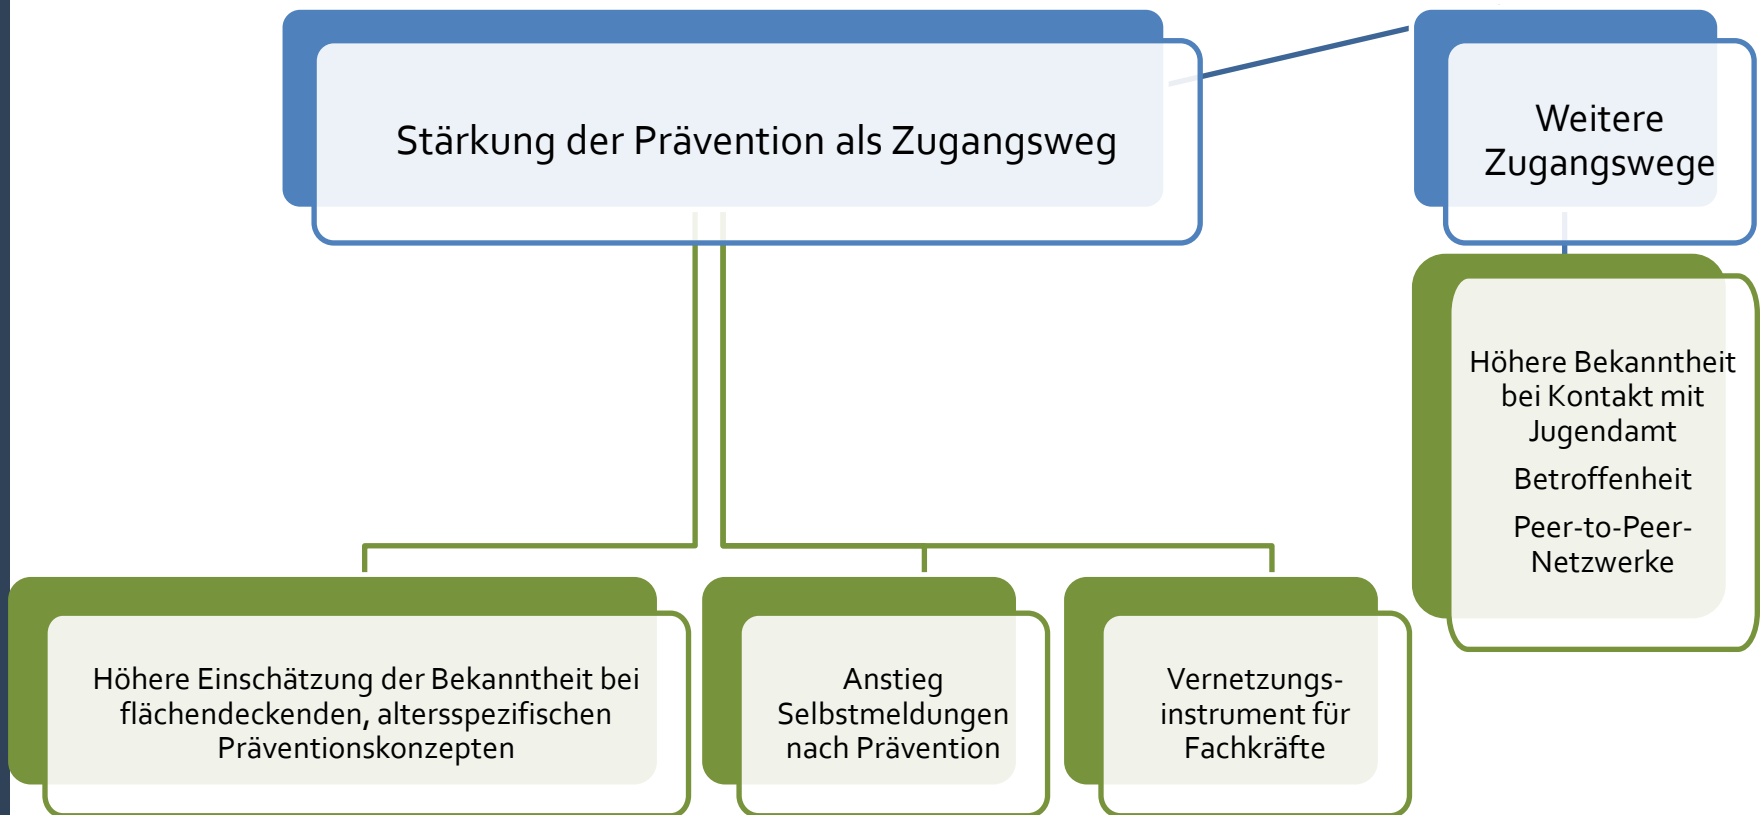 Stärkung der Prävention als Zugangsweg
Weitere
Zugangswege
Höhere Bekanntheit
bei Kontakt mit
Jugendamt
Betroffenheit
Peer-to-Peer-
Netzwerke
Höhere Einschätzung der Bekanntheit bei
flächendeckenden, altersspezifischen
Präventionskonzepten
Anstieg
Selbstmeldungen
nach Prävention
Vernetzungs-
instrument für
Fachkräfte